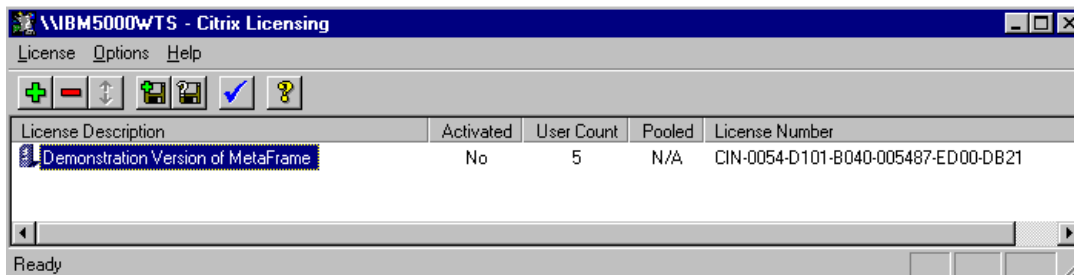 \\IBM5000WTS - Citrix Licensing
License Options Help
License Description Activated User Count Pooled License Number
Demonstration Version of MetaFrame No 5 N/A CIN-0054-D101-B040-005487-ED00-DB21
Ready